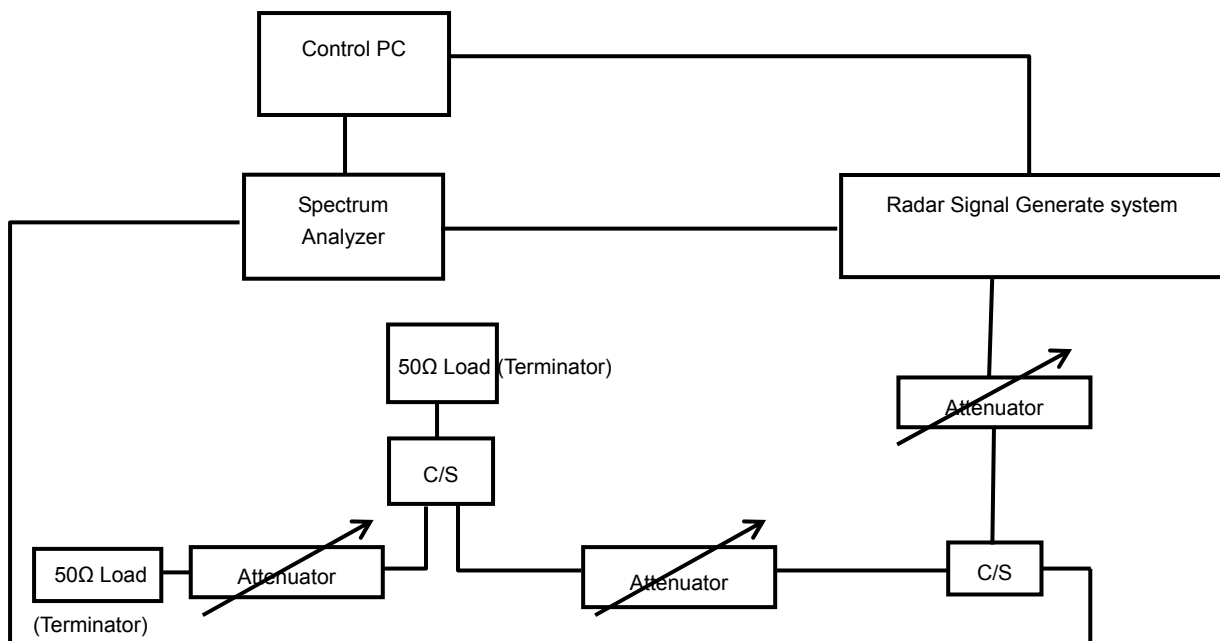 Control PC
Spectrum
Analyzer
Radar Signal Generate system
50Ω Load (Terminator)
Attenuator
C/S
50Ω Load
(Terminator)
Attenuator
Attenuator
C/S